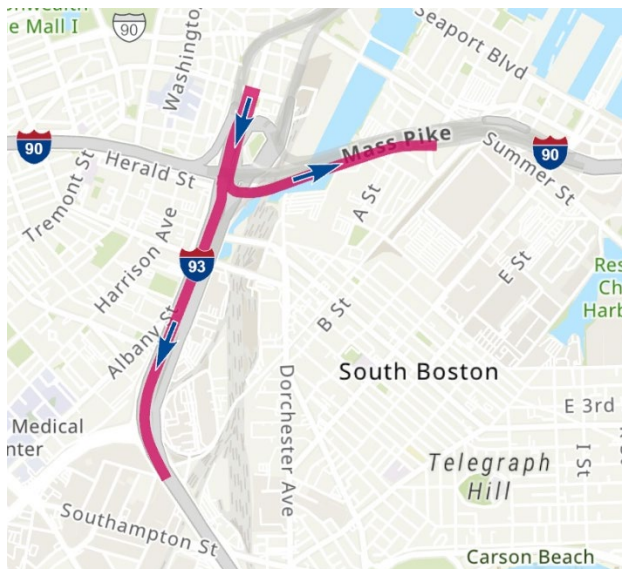 onwealth
e Mall I
90
Washington
Seaport Blvd
Mass Pike
90
90
Herald St
Summer St
Tremont St
Harrison Ave
A St
93
E St
Res
Ch
Harb
Albany St
B St
South Boston
Dorchester Ave
E 3rd
Medical
nter
Telegraph
Hill
I St
Southampton St
Carson Beach